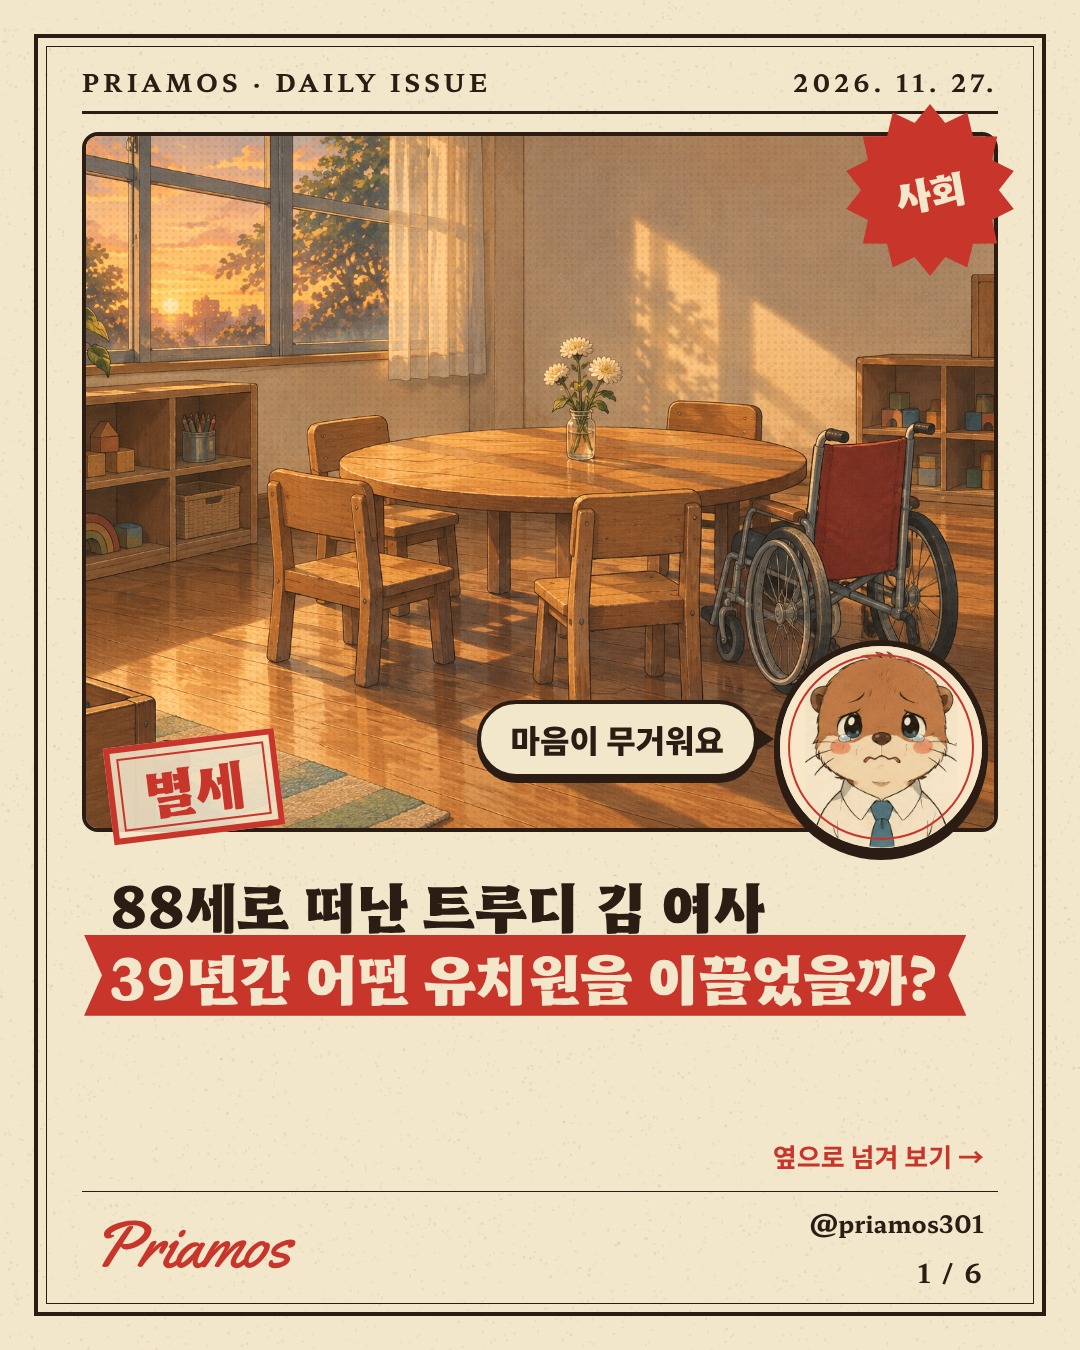 PRIAMOS · DAILY ISSUE
2026. 11. 27.
사회
마음이 무거워요
별세
88세로 떠난 트루디 김 여사
39년간 어떤 유치원을 이끌었을까?
옆으로 넘겨 보기 →
Priamos
@priamos301
1 / 6